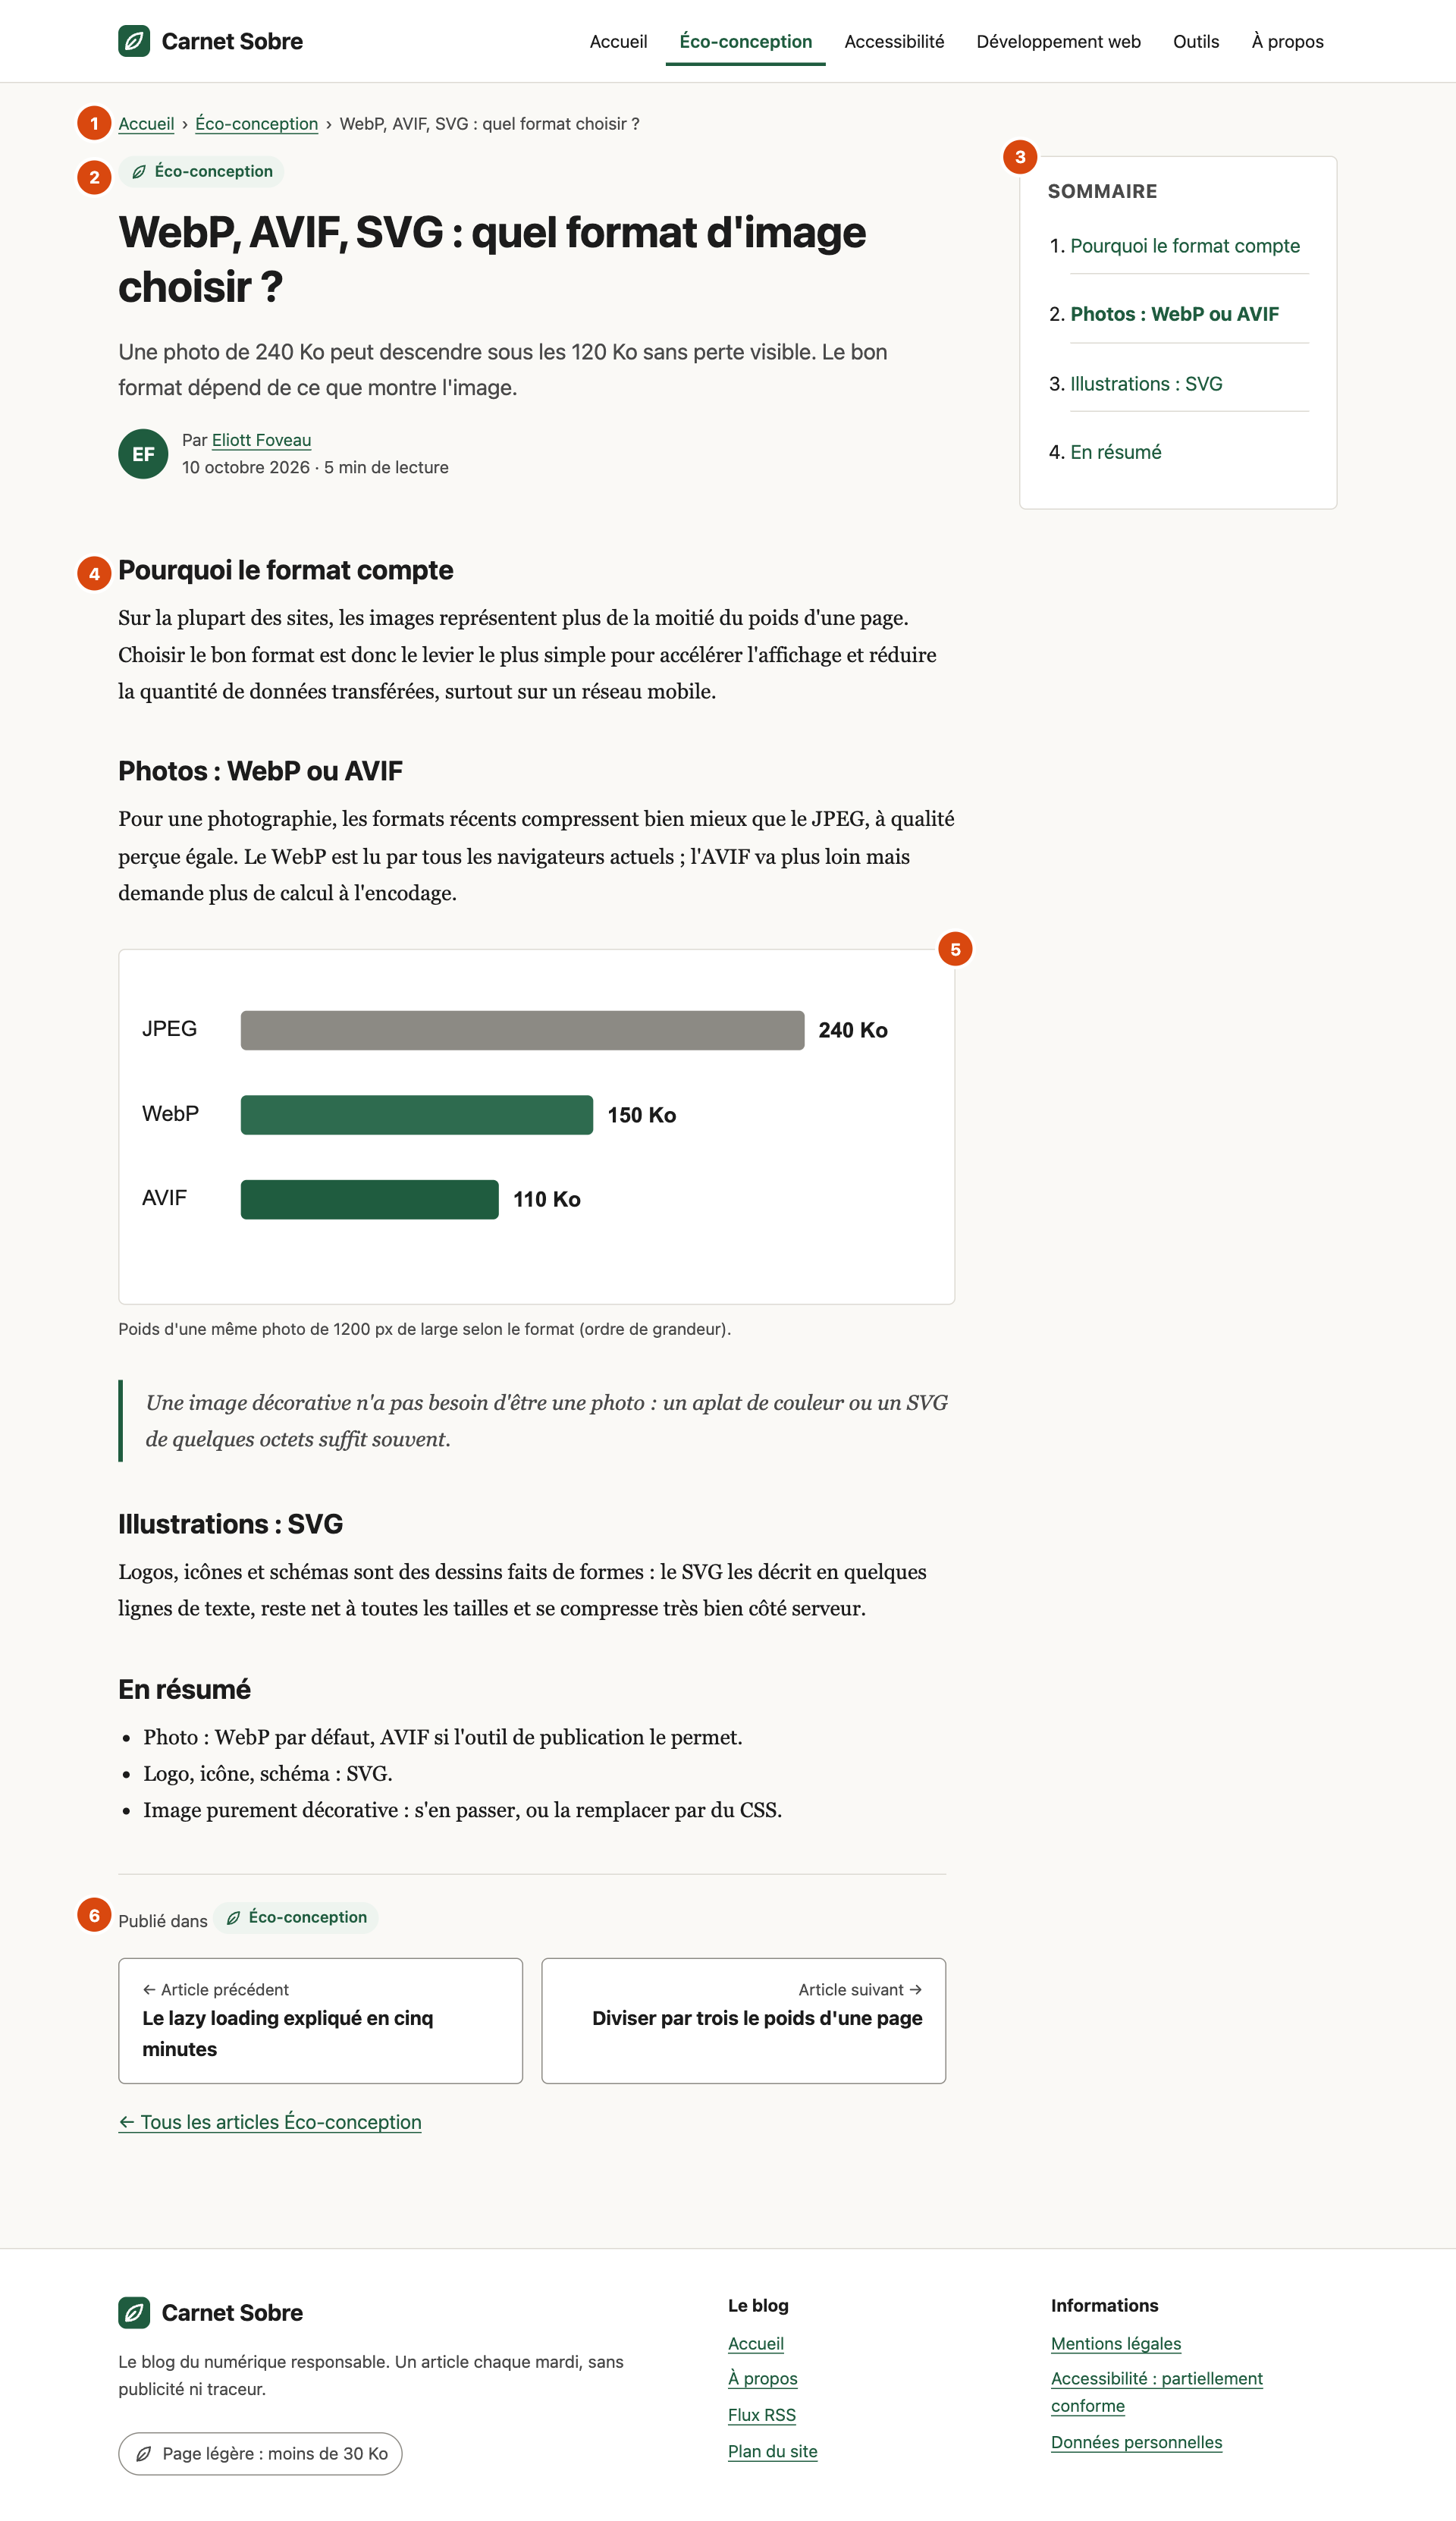 Carnet Sobre
Accueil
Éco-conception
Accessibilité
Développement web
Outils
À propos
1
Accueil › Éco-conception › WebP, AVIF, SVG : quel format choisir ?
2
Éco-conception
WebP, AVIF, SVG : quel format d'image
choisir ?
Une photo de 240 Ko peut descendre sous les 120 Ko sans perte visible. Le bon
format dépend de ce que montre l'image.
EF
Par Eliott Foveau
10 octobre 2026 · 5 min de lecture
3
SOMMAIRE
1. Pourquoi le format compte
2. Photos : WebP ou AVIF
3. Illustrations : SVG
4. En résumé
4
Pourquoi le format compte
Sur la plupart des sites, les images représentent plus de la moitié du poids d'une page.
Choisir le bon format est donc le levier le plus simple pour accélérer l'affichage et réduire
la quantité de données transférées, surtout sur un réseau mobile.
Photos : WebP ou AVIF
Pour une photographie, les formats récents compressent bien mieux que le JPEG, à qualité
perçue égale. Le WebP est lu par tous les navigateurs actuels ; l'AVIF va plus loin mais
demande plus de calcul à l'encodage.
5
JPEG 240 Ko
WebP 150 Ko
AVIF 110 Ko
Poids d'une même photo de 1200 px de large selon le format (ordre de grandeur).
Une image décorative n'a pas besoin d'être une photo : un aplat de couleur ou un SVG
de quelques octets suffit souvent.
Illustrations : SVG
Logos, icônes et schémas sont des dessins faits de formes : le SVG les décrit en quelques
lignes de texte, reste net à toutes les tailles et se compresse très bien côté serveur.
En résumé
• Photo : WebP par défaut, AVIF si l'outil de publication le permet.
• Logo, icône, schéma : SVG.
• Image purement décorative : s'en passer, ou la remplacer par du CSS.
6
Publié dans Éco-conception
← Article précédent
Le lazy loading expliqué en cinq
minutes
Article suivant →
Diviser par trois le poids d'une page
← Tous les articles Éco-conception
Carnet Sobre
Le blog du numérique responsable. Un article chaque mardi, sans
publicité ni traceur.
Page légère : moins de 30 Ko
Le blog
Accueil
À propos
Flux RSS
Plan du site
Informations
Mentions légales
Accessibilité : partiellement
conforme
Données personnelles